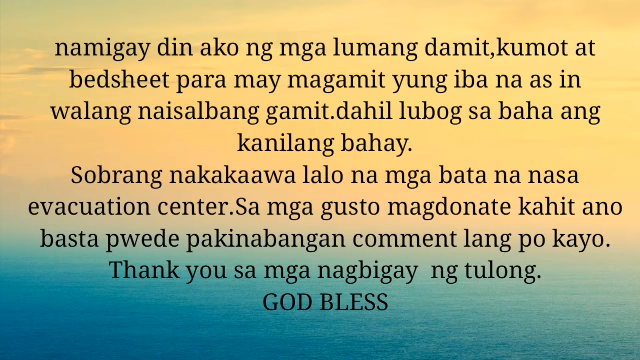 namigay din ako ng mga lumang damit,kumot at
bedsheet para may magamit yung iba na as in
walang naisalbang gamit.dahil lubog sa baha ang
kanilang bahay.
Sobrang nakakaawa lalo na mga bata na nasa
evacuation center.Sa mga gusto magdonate kahit ano
basta pwede pakinabangan comment lang po kayo.
Thank you sa mga nagbigay  ng tulong.
GOD BLESS